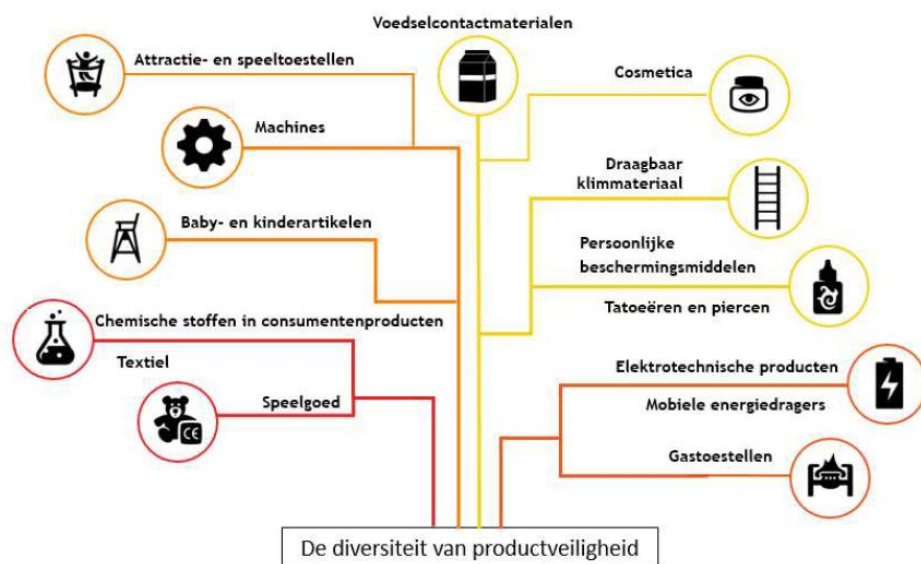 Voedselcontactmaterialen
Attractie- en speeltoestellen
Cosmetica
Machines
Draagbaar
klimmateriaal
Baby- en kinderartikelen
Persoonlijke
beschermingsmiddelen
Tatoeëren en piercen
Chemische stoffen in consumentenproducten
Textiel
Elektrotechnische producten
Speelgoed
CE
Mobiele energiedragers
Gastoestellen
De diversiteit van productveiligheid